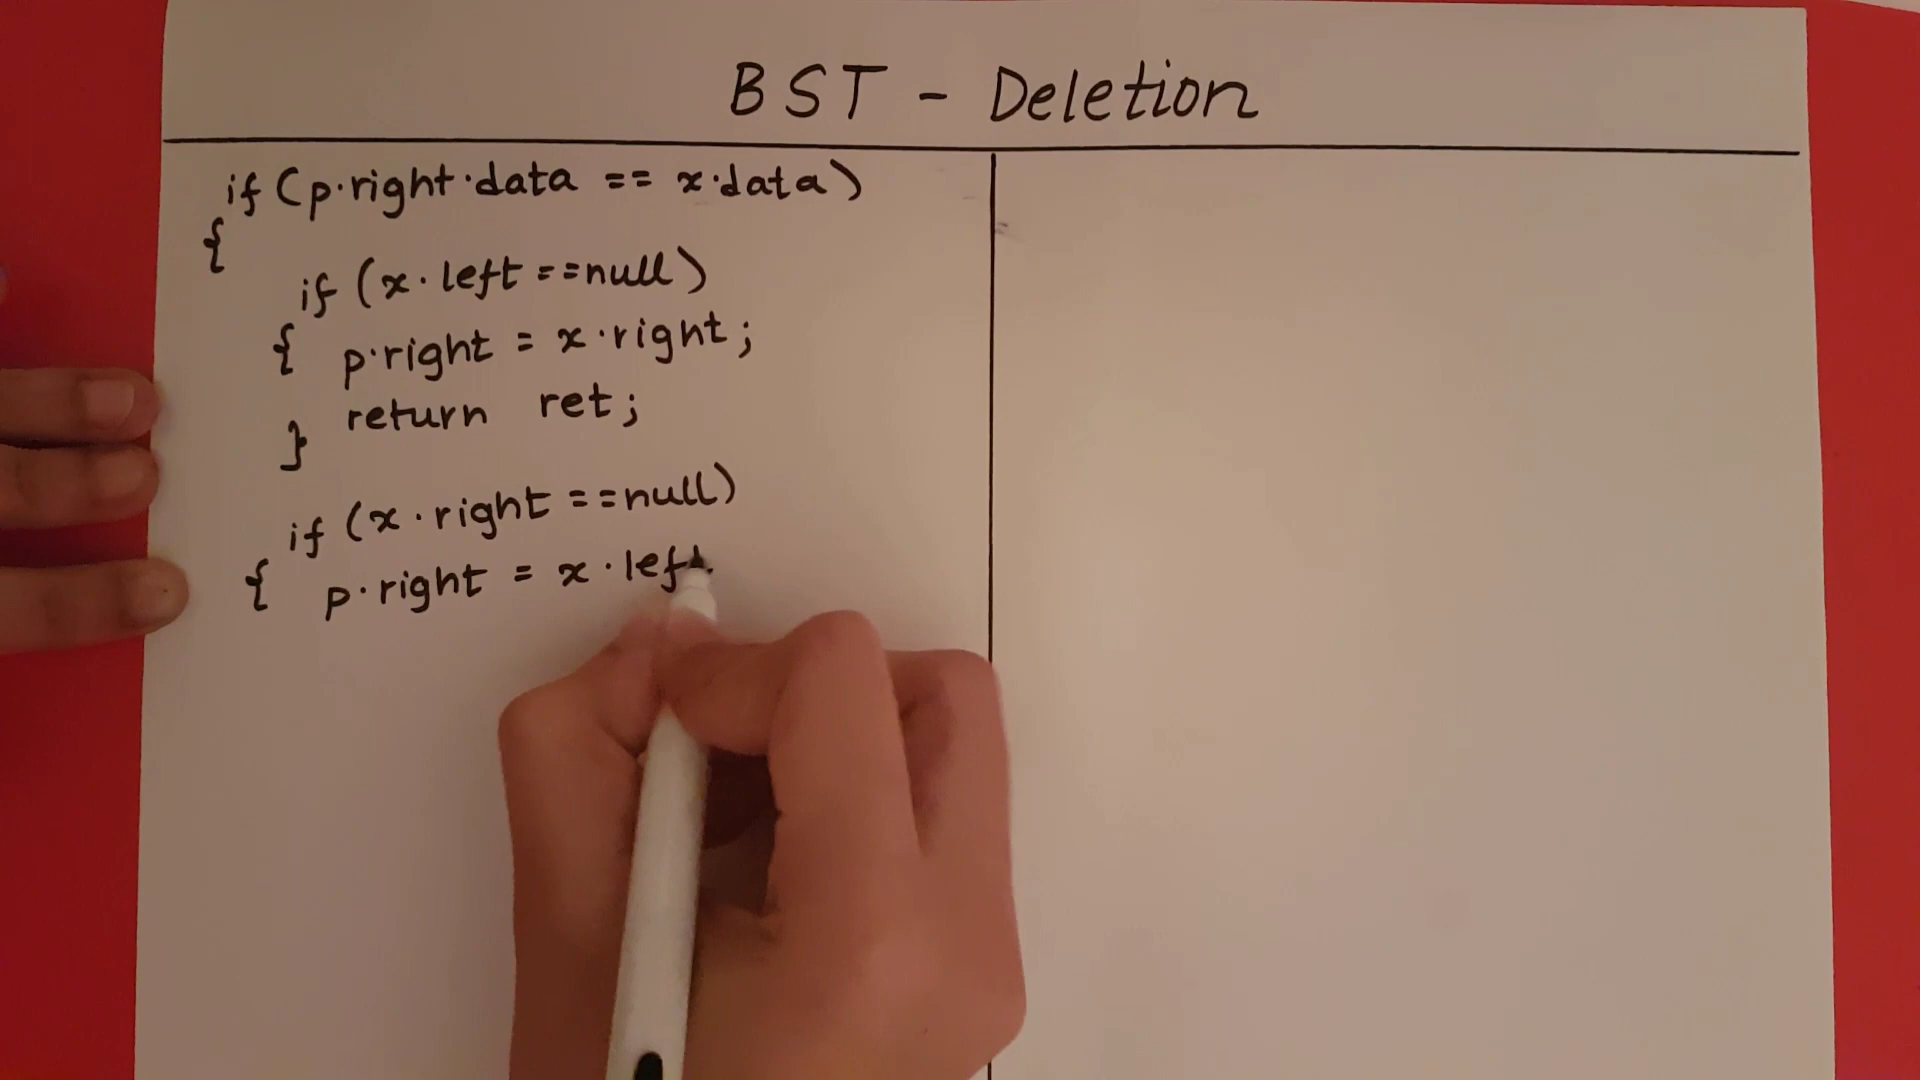 BST - Deletion
if (p.right.data == x.data)
{
if (x.left == null)
{ p.right = x.right;
return ret;
}
if (x.right == null)
{ p.right = x.left